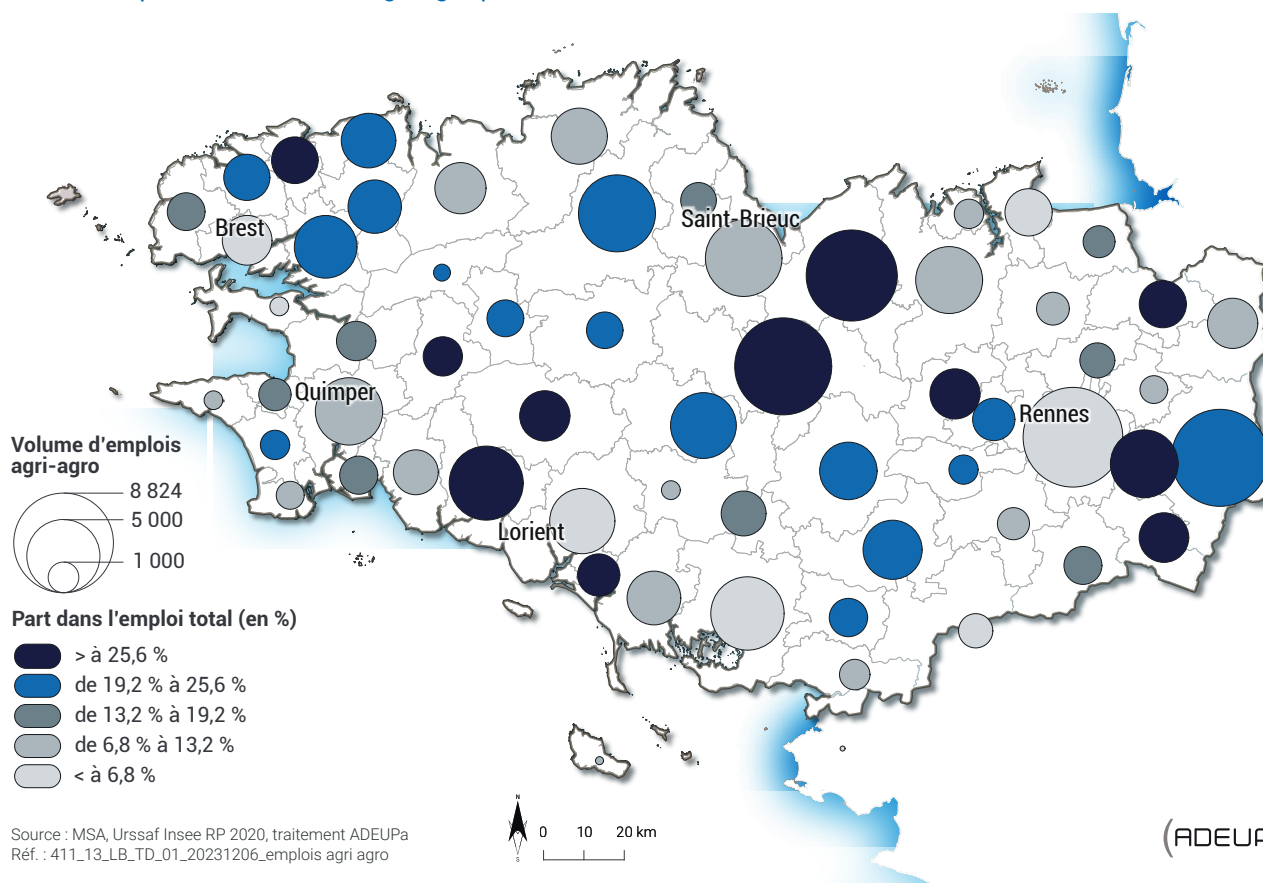 Brest
Saint-Brieuc
Quimper
Rennes
Lorient
Volume d'emplois
agri-agro
8 824
5 000
1 000
Part dans l'emploi total (en %)
> à 25,6 %
de 19,2 % à 25,6 %
de 13,2 % à 19,2 %
de 6,8 % à 13,2 %
< à 6,8 %
Source : MSA, Urssaf Insee RP 2020, traitement ADEUPa
Réf. : 411_13_LB_TD_01_20231206_emplois agri agro
N
S
0 10 20 km
(ADEUP